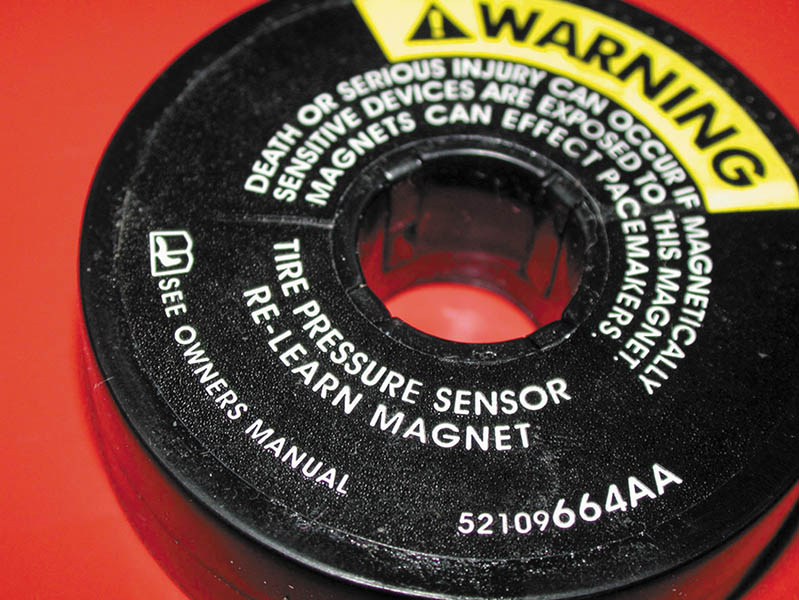 WARNING
DEATH OR SERIOUS INJURY CAN OCCUR IF MAGNETICALLY
SENSITIVE DEVICES ARE EXPOSED TO THIS MAGNET.
MAGNETS CAN EFFECT PACEMAKERS.
TIRE PRESSURE SENSOR
RE-LEARN MAGNET
SEE OWNERS MANUAL
52109664AA